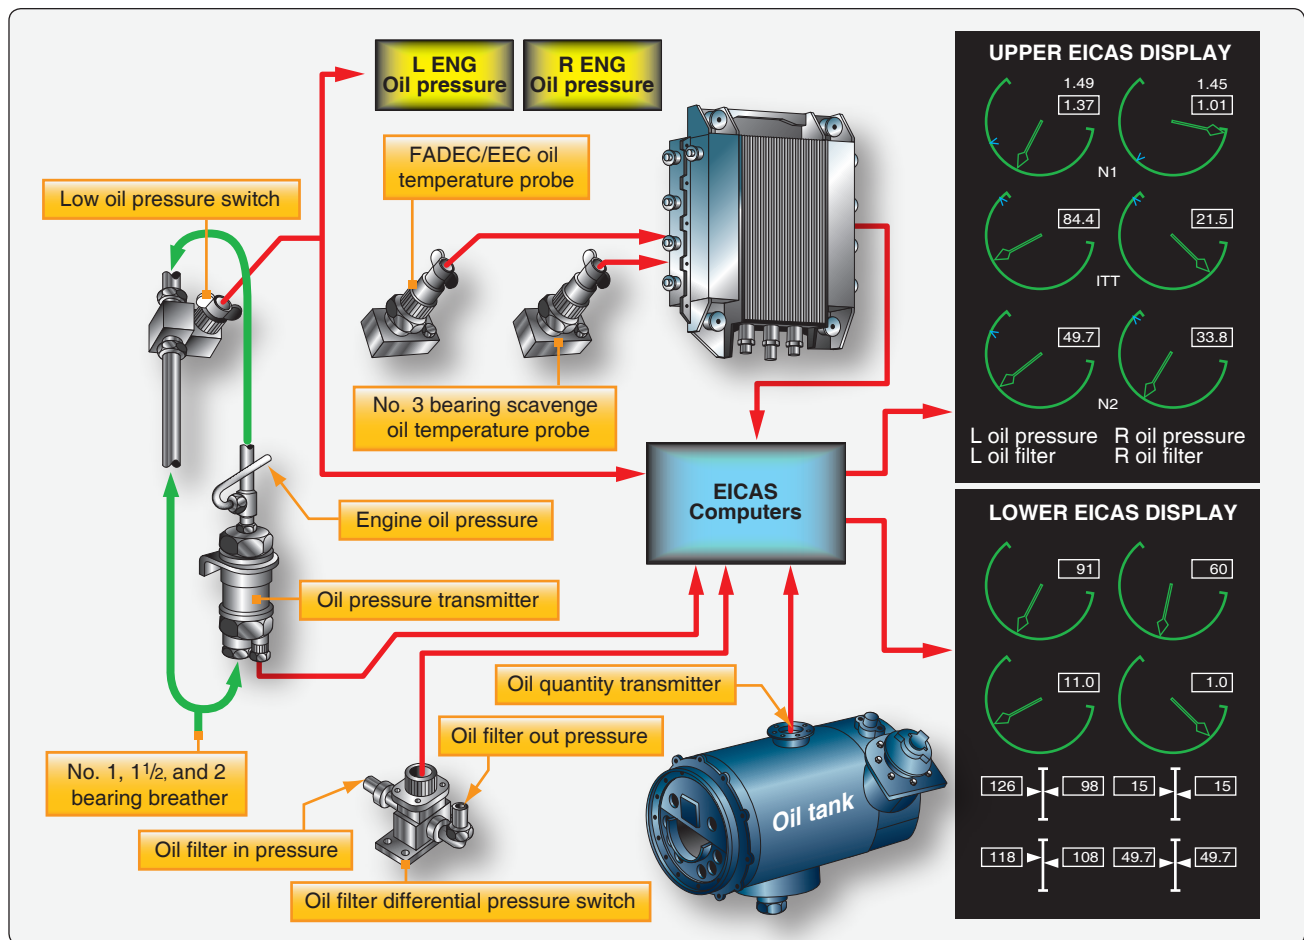 L ENG
Oil pressure
R ENG
Oil pressure
FADEC/EEC oil
temperature probe
Low oil pressure switch
No. 3 bearing scavenge
oil temperature probe
Engine oil pressure
EICAS
Computers
Oil pressure transmitter
Oil quantity transmitter
Oil filter out pressure
No. 1, 1 1/2, and 2
bearing breather
Oil filter in pressure
Oil filter differential pressure switch
Oil tank
UPPER EICAS DISPLAY
1.49
1.45
1.37
1.01
N1
84.4
21.5
ITT
49.7
33.8
N2
L oil pressure R oil pressure
L oil filter R oil filter
LOWER EICAS DISPLAY
91
60
11.0
1.0
126 98 15 15
118 108 49.7 49.7